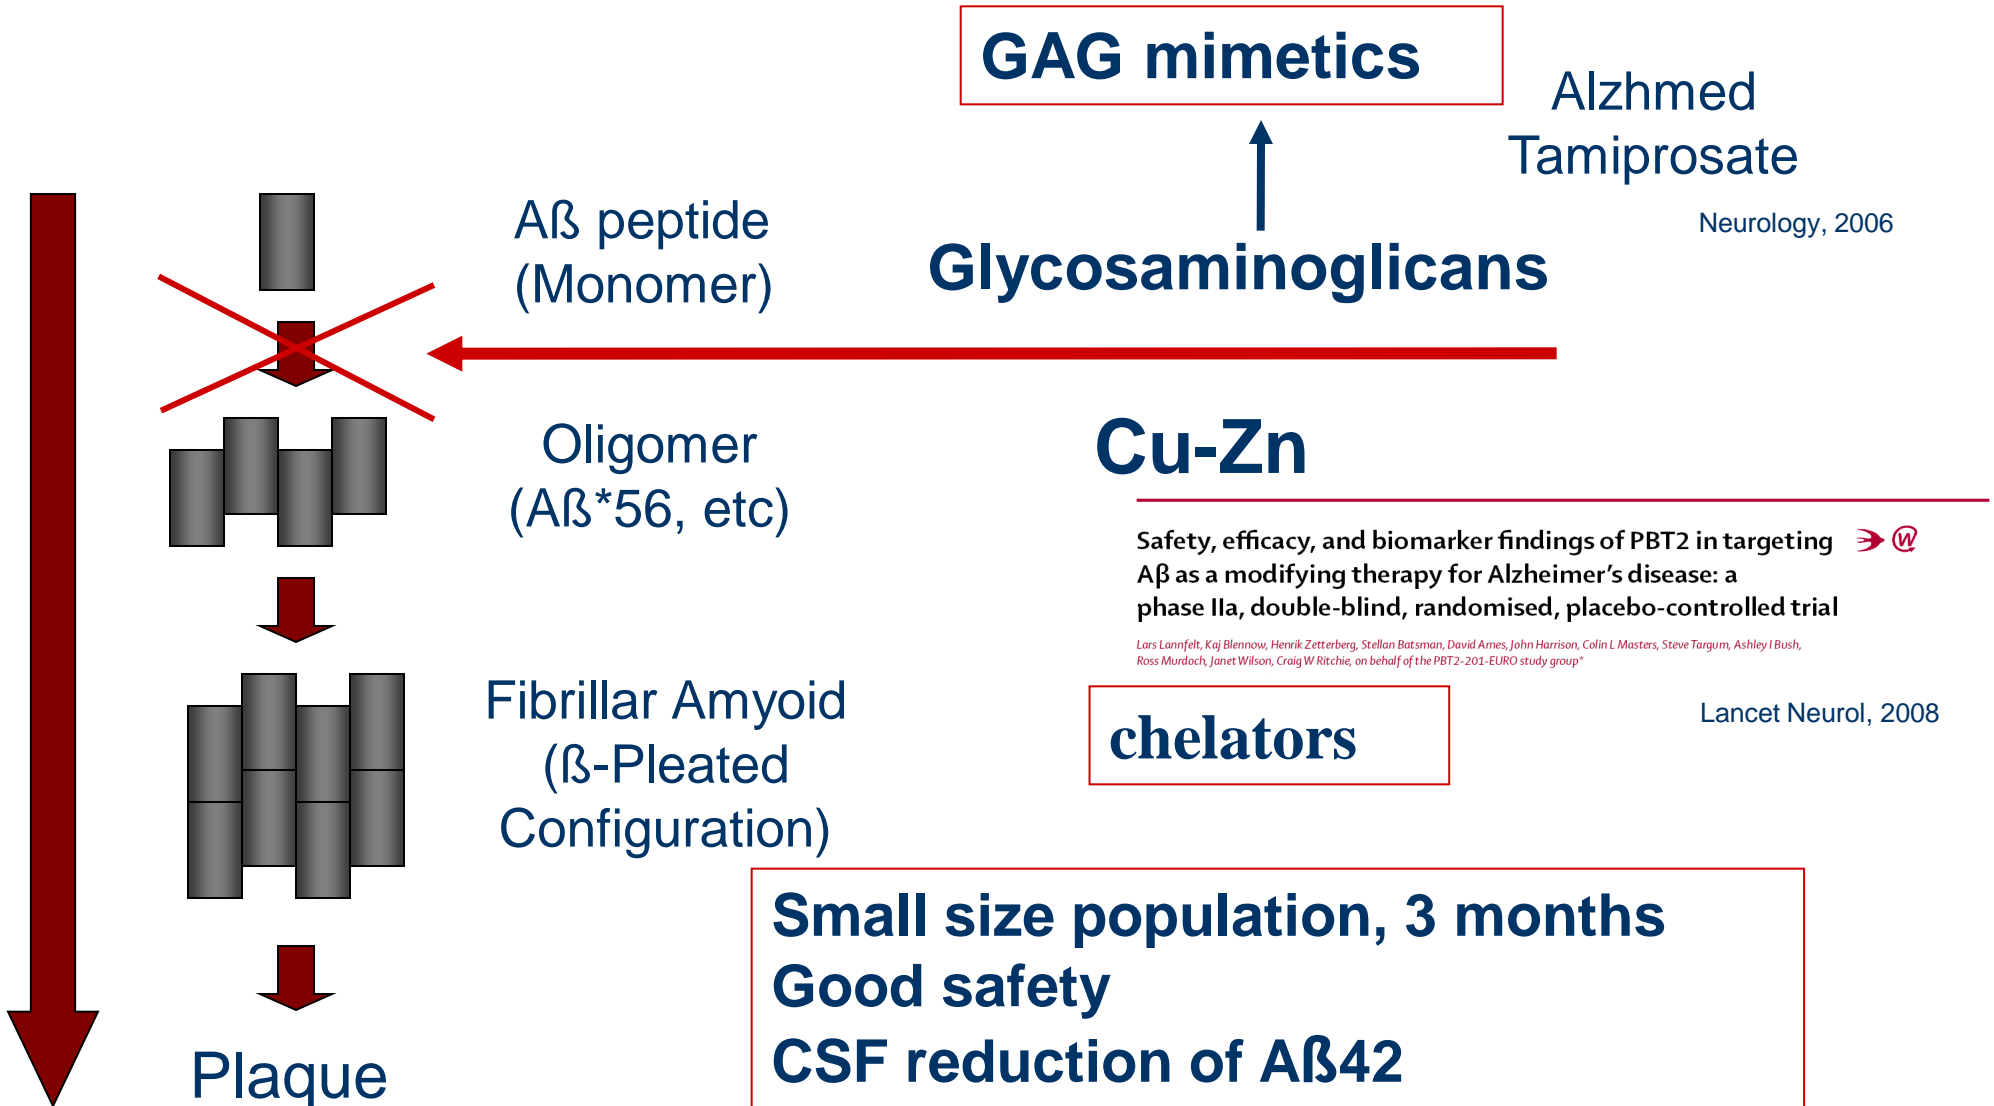 GAG mimetics
Alzhmed
Tamiprosate
Neurology, 2006
Aß peptide
(Monomer)
Glycosaminoglicans
Oligomer
(Aß*56, etc)
Cu-Zn
Safety, efficacy, and biomarker findings of PBT2 in targeting
Aβ as a modifying therapy for Alzheimer's disease: a
phase IIa, double-blind, randomised, placebo-controlled trial
Lars Lannfelt, Kaj Blennow, Henrik Zetterberg, Stellan Batsman, David Ames, John Harrison, Colin L Masters, Steve Targum, Ashley I Bush,
Ross Murdoch, Janet Wilson, Craig W Ritchie, on behalf of the PBT2-201-EURO study group*
Fibrillar Amyoid
(ß-Pleated
Configuration)
chelators
Lancet Neurol, 2008
Small size population, 3 months
Good safety
CSF reduction of Aß42
Plaque